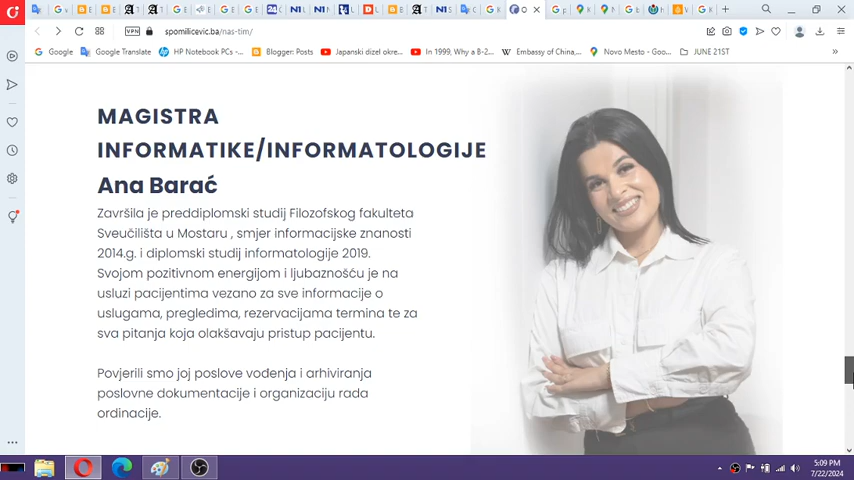 VPN
spomilicevic.ba/nas-tim/
Google
Google Translate
HP Notebook PCs -...
Blogger: Posts
Japanski dizel okre...
In 1999, Why a B-2...
Embassy of China,...
Novo Mesto - Goo...
JUNE 21ST
MAGISTRA
INFORMATIKE/INFORMATOLOGIJE
Ana Barać
Završila je preddiplomski studij Filozofskog fakulteta
Sveučilišta u Mostaru , smjer informacijske znanosti
2014.g. i diplomski studij informatologije 2019.
Svojom pozitivnom energijom i ljubaznošću je na
usluzi pacijentima vezano za sve informacije o
uslugama, pregledima, rezervacijama termina te za
sva pitanja koja olakšavaju pristup pacijentu.
Povjerili smo joj poslove vođenja i arhiviranja
poslovne dokumentacije i organizaciju rada
ordinacije.
5:09 PM
7/22/2024